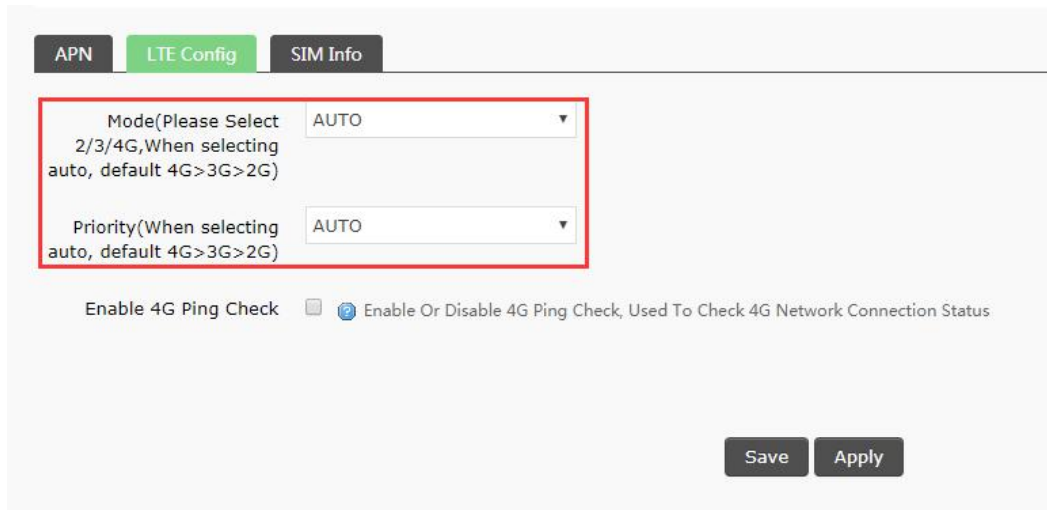 APN LTE Config SIM Info
Mode(Please Select AUTO
2/3/4G,When selecting
auto, default 4G>3G>2G)
Priority(When selecting AUTO
auto, default 4G>3G>2G)
Enable 4G Ping Check Enable Or Disable 4G Ping Check, Used To Check 4G Network Connection Status
Save Apply